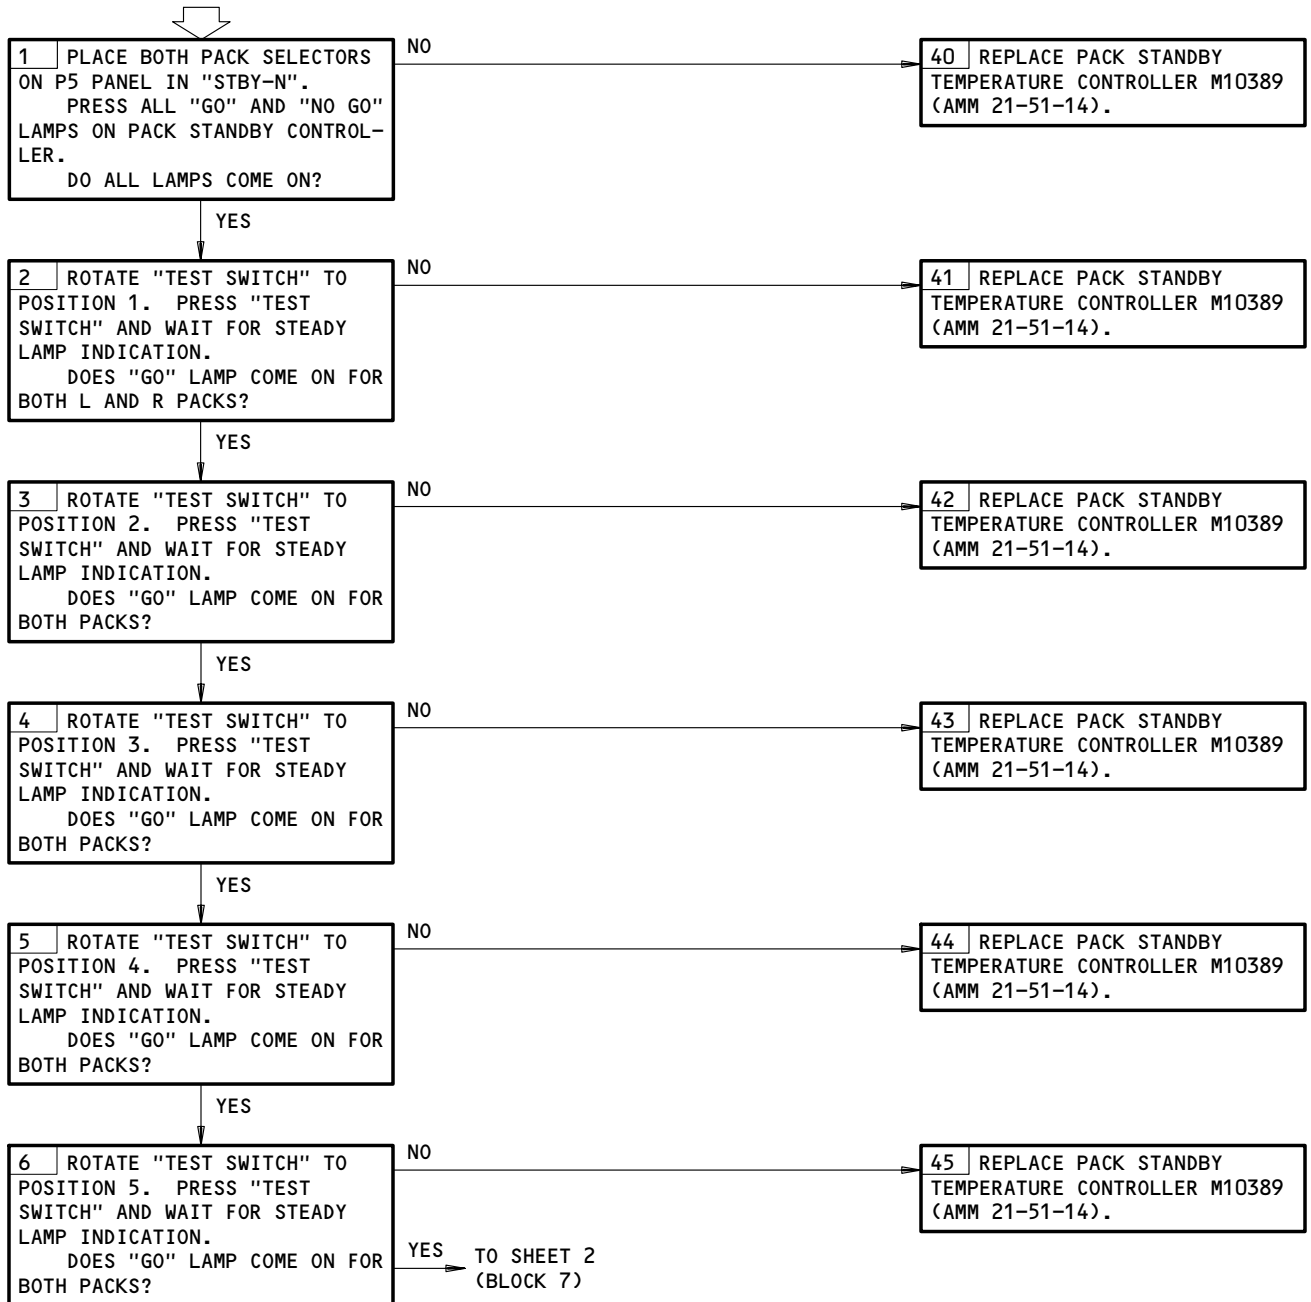 1 PLACE BOTH PACK SELECTORS
ON P5 PANEL IN "STBY-N".
PRESS ALL "GO" AND "NO GO"
LAMPS ON PACK STANDBY CONTROL-
LER.
DO ALL LAMPS COME ON?
NO
40 REPLACE PACK STANDBY
TEMPERATURE CONTROLLER M10389
(AMM 21-51-14).
YES
2 ROTATE "TEST SWITCH" TO
POSITION 1. PRESS "TEST
SWITCH" AND WAIT FOR STEADY
LAMP INDICATION.
DOES "GO" LAMP COME ON FOR
BOTH L AND R PACKS?
NO
41 REPLACE PACK STANDBY
TEMPERATURE CONTROLLER M10389
(AMM 21-51-14).
YES
3 ROTATE "TEST SWITCH" TO
POSITION 2. PRESS "TEST
SWITCH" AND WAIT FOR STEADY
LAMP INDICATION.
DOES "GO" LAMP COME ON FOR
BOTH PACKS?
NO
42 REPLACE PACK STANDBY
TEMPERATURE CONTROLLER M10389
(AMM 21-51-14).
YES
4 ROTATE "TEST SWITCH" TO
POSITION 3. PRESS "TEST
SWITCH" AND WAIT FOR STEADY
LAMP INDICATION.
DOES "GO" LAMP COME ON FOR
BOTH PACKS?
NO
43 REPLACE PACK STANDBY
TEMPERATURE CONTROLLER M10389
(AMM 21-51-14).
YES
5 ROTATE "TEST SWITCH" TO
POSITION 4. PRESS "TEST
SWITCH" AND WAIT FOR STEADY
LAMP INDICATION.
DOES "GO" LAMP COME ON FOR
BOTH PACKS?
NO
44 REPLACE PACK STANDBY
TEMPERATURE CONTROLLER M10389
(AMM 21-51-14).
YES
6 ROTATE "TEST SWITCH" TO
POSITION 5. PRESS "TEST
SWITCH" AND WAIT FOR STEADY
LAMP INDICATION.
DOES "GO" LAMP COME ON FOR
BOTH PACKS?
NO
45 REPLACE PACK STANDBY
TEMPERATURE CONTROLLER M10389
(AMM 21-51-14).
YES
TO SHEET 2
(BLOCK 7)